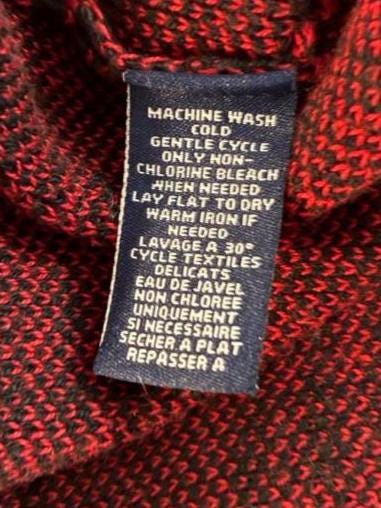 MACHINE WASH
COLD
GENTLE CYCLE
ONLY NON-
CHLORINE BLEACH
WHEN NEEDED
LAY FLAT TO DRY
WARM IRON IF
NEEDED
LAVAGE A 30°
CYCLE TEXTILES
DELICATS
EAU DE JAVEL
NON CHLOREE
UNIQUEMENT
SI NECESSAIRE
SECHER A PLAT
REPASSER A